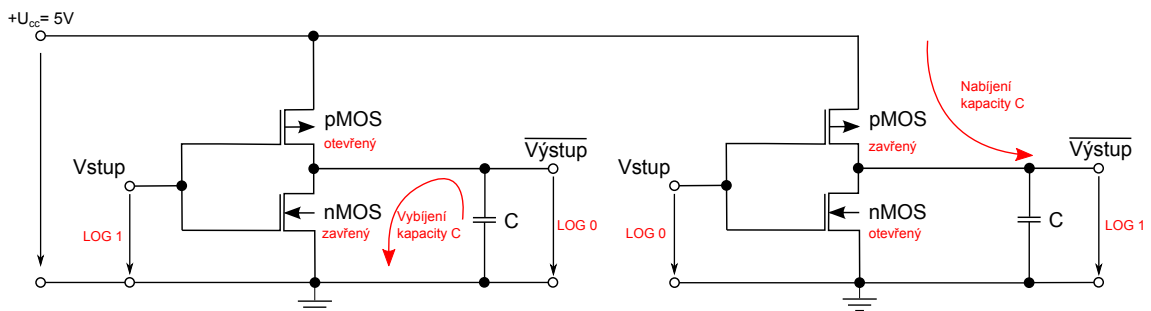 +Ucc= 5V
pMOS
otevřený
Vstup
Výstup
nMOS
zavřený
Vybíjení
kapacity C
C
LOG 1
LOG 0
Nabíjení
kapacity C
pMOS
zavřený
Vstup
Výstup
nMOS
otevřený
C
LOG 0
LOG 1